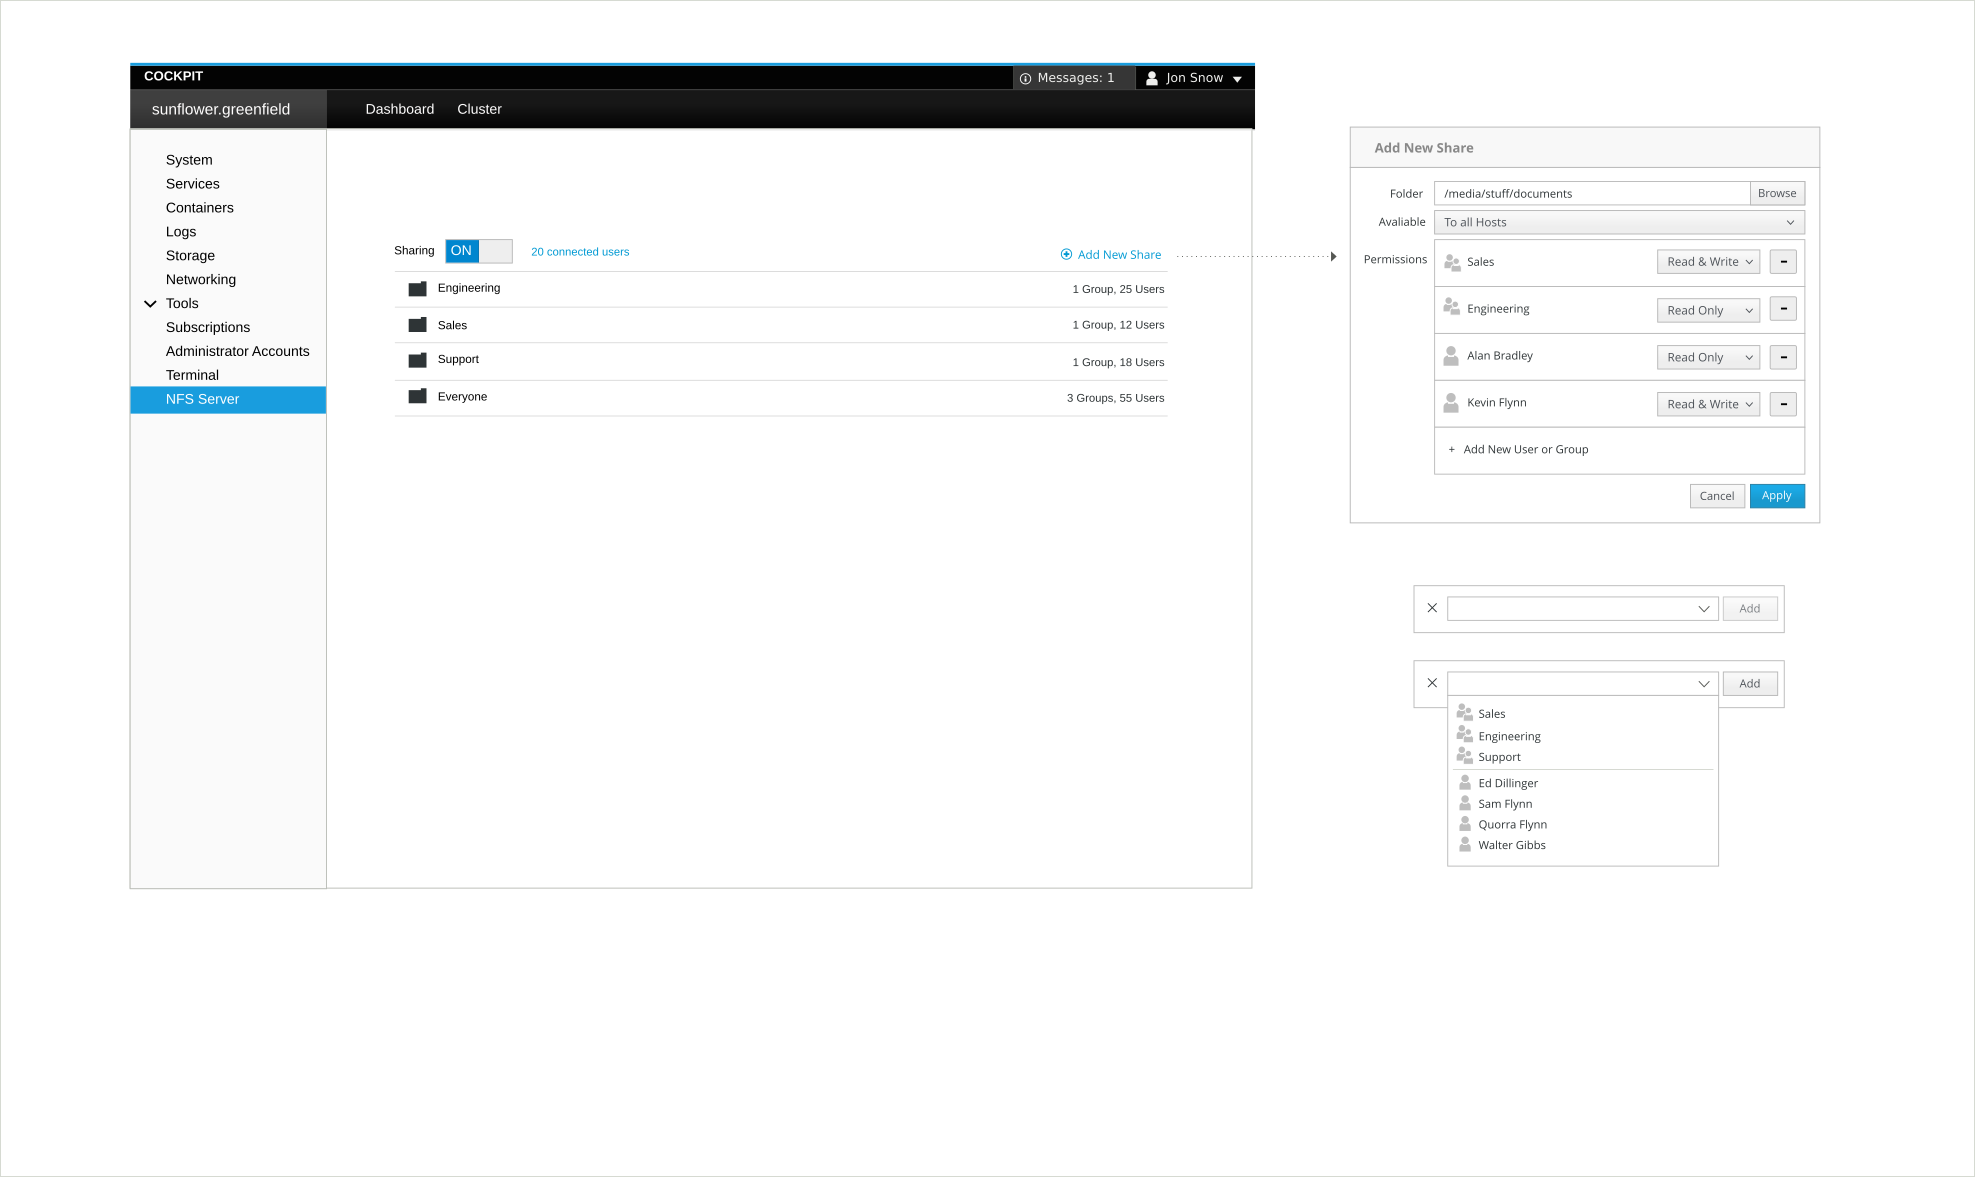 COCKPIT
Messages: 1
Jon Snow
sunflower.greenfield
Dashboard
Cluster
System
Services
Containers
Logs
Storage
Networking
Tools
Subscriptions
Administrator Accounts
Terminal
NFS Server
Sharing
ON
20 connected users
Add New Share
Engineering
1 Group, 25 Users
Sales
1 Group, 12 Users
Support
1 Group, 18 Users
Everyone
3 Groups, 55 Users
Add New Share
Folder
/media/stuff/documents
Browse
Avaliable
To all Hosts
Permissions
Sales
Read & Write
Engineering
Read Only
Alan Bradley
Read Only
Kevin Flynn
Read & Write
+ Add New User or Group
Cancel
Apply
Add
Add
Sales
Engineering
Support
Ed Dillinger
Sam Flynn
Quorra Flynn
Walter Gibbs